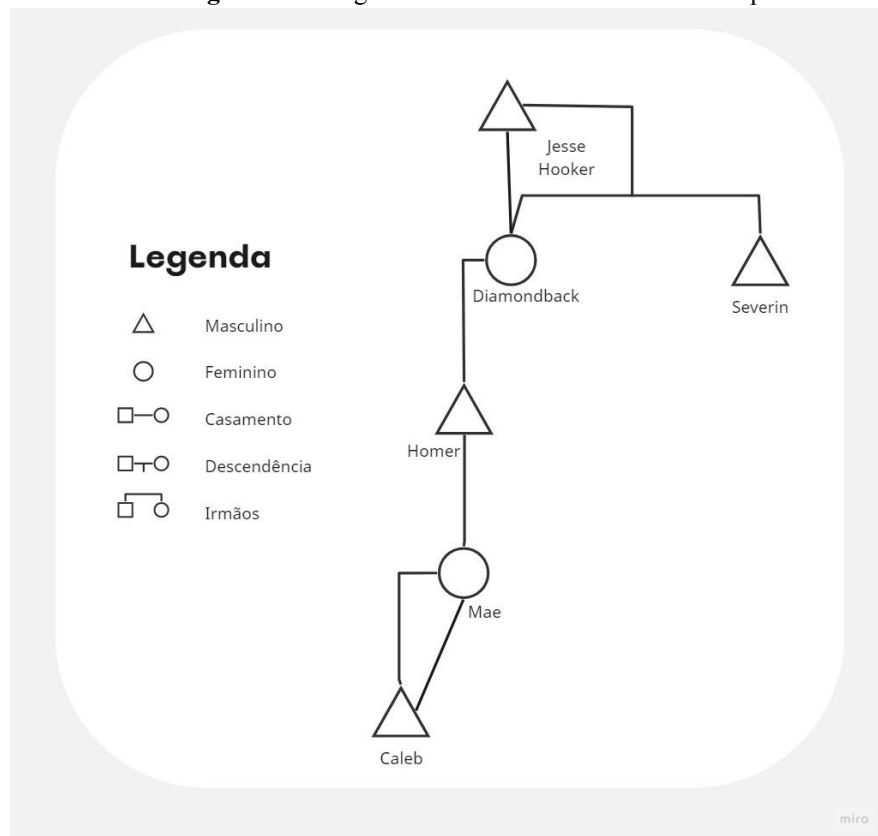 Jesse
Hooker
Legenda
Diamondback
Severin
Masculino
Feminino
Casamento
Homer
Descendência
Irmãos
Mae
Caleb
miro